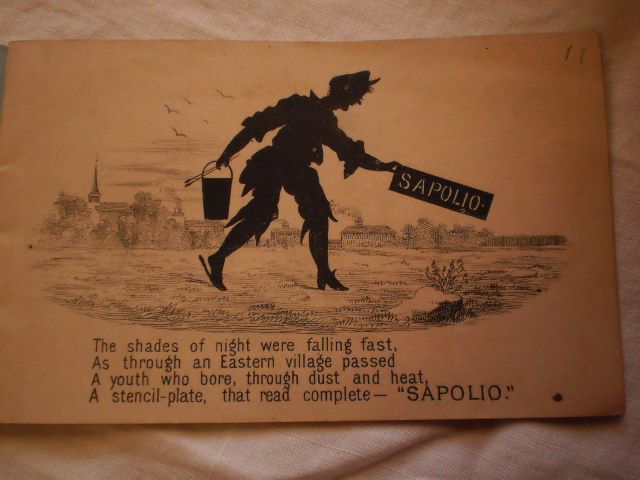 SAPOLIO.
The shades of night were falling fast,
As through an Eastern village passed
A youth who bore, through dust and heat,
A stencil-plate, that read complete— "SAPOLIO."